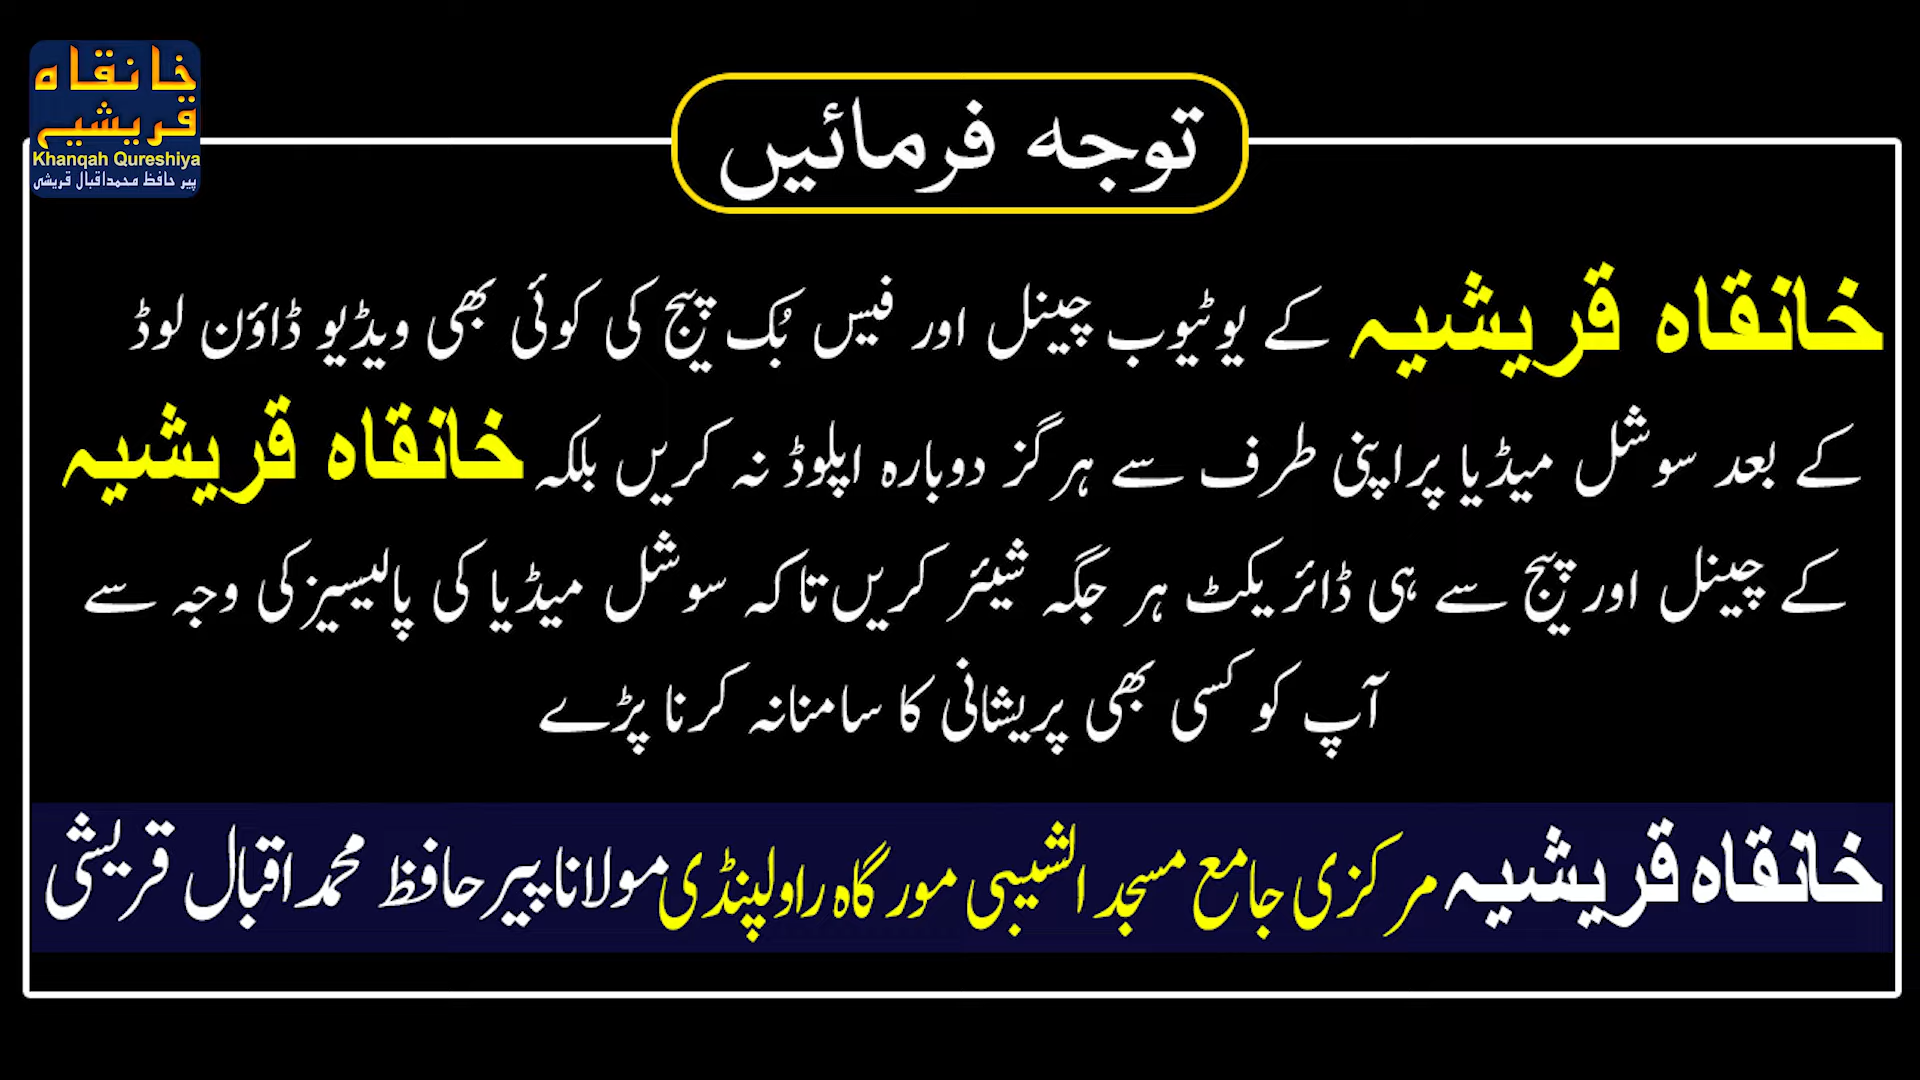 خانقاہ
قریشیہ
Khanqah Qureshiya
پیر حافظ محمداقبال قریشی
توجہ فرمائیں
خانقاہ قریشیہ کے یوٹیوب چینل اور فیس بُک پیج کی کوئی بھی ویڈیو ڈاؤن لوڈ
کے بعد سوشل میڈیا پراپنی طرف سے ہرگز دوبارہ اپلوڈ نہ کریں بلکہ خانقاہ قریشیہ
کے چینل اور پیج سے ہی ڈائریکٹ ہر جگہ شیئر کریں تاکہ سوشل میڈیا کی پالیسیز کی وجہ سے
آپ کو کسی بھی پریشانی کا سامنانہ کرنا پڑے
خانقاہ قریشیہ مرکزی جامع مسجد الشیبی مورگاہ راولپنڈی مولانا پیر حافظ محمد اقبال قریشی